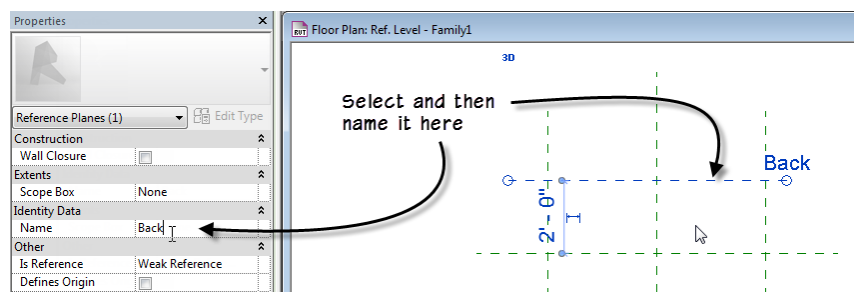 Properties
Floor Plan: Ref. Level - Family1
RVT
3D
Select and then
name it here
Reference Planes (1)
Edit Type
Construction
Wall Closure
Extents
Scope Box None
Identity Data
Name Back
Other
Is Reference Weak Reference
Defines Origin
Back
2' - 0"